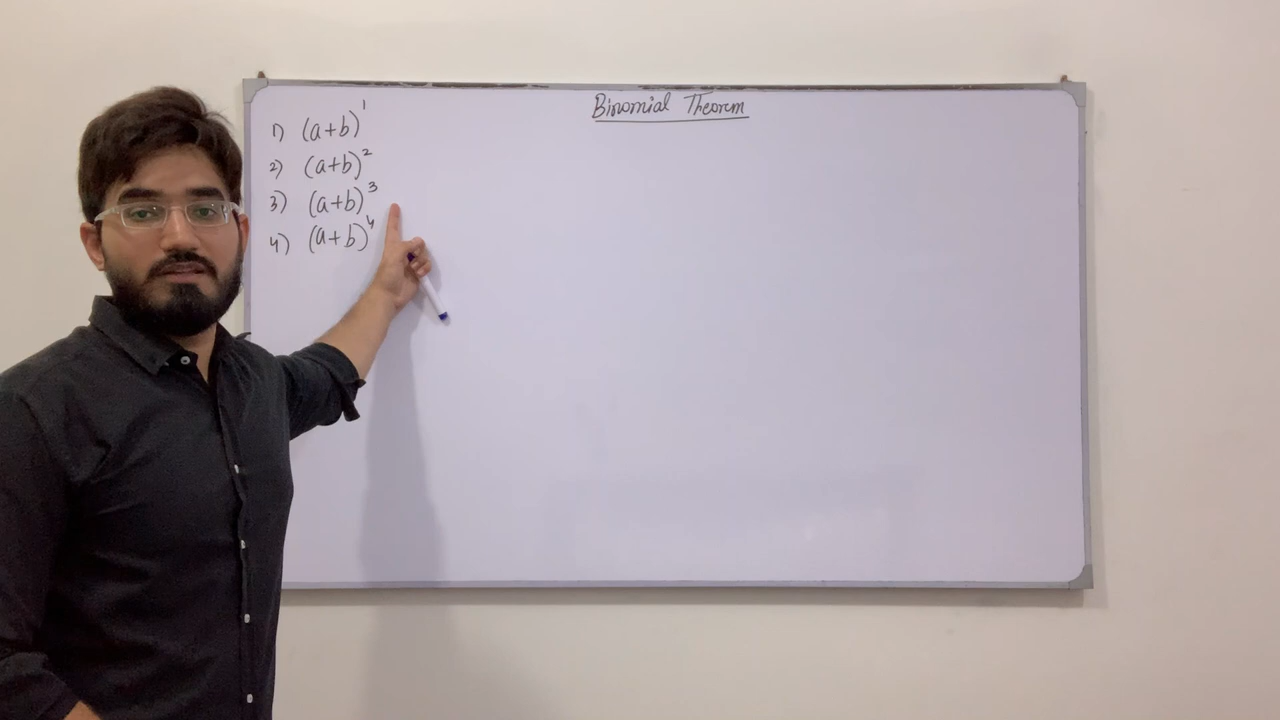 Binomial Theorem
1) (a+b)¹
2) (a+b)²
3) (a+b)³
4) (a+b)⁴